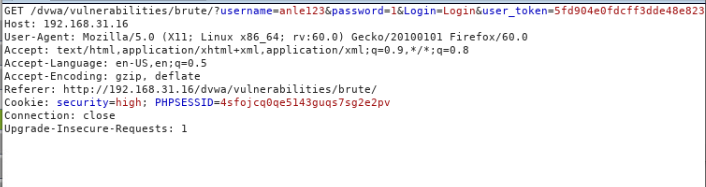 GET /dvwa/vulnerabilities/brute/?username=anle123&password=1&Login=Login&user_token=5fd904e0fdcff3dde48e823
Host: 192.168.31.16
User-Agent: Mozilla/5.0 (X11; Linux x86_64; rv:60.0) Gecko/20100101 Firefox/60.0
Accept: text/html,application/xhtml+xml,application/xml;q=0.9,*/*;q=0.8
Accept-Language: en-US,en;q=0.5
Accept-Encoding: gzip, deflate
Referer: http://192.168.31.16/dvwa/vulnerabilities/brute/
Cookie: security=high; PHPSESSID=4sfojcq0qe5143guqs7sg2e2pv
Connection: close
Upgrade-Insecure-Requests: 1